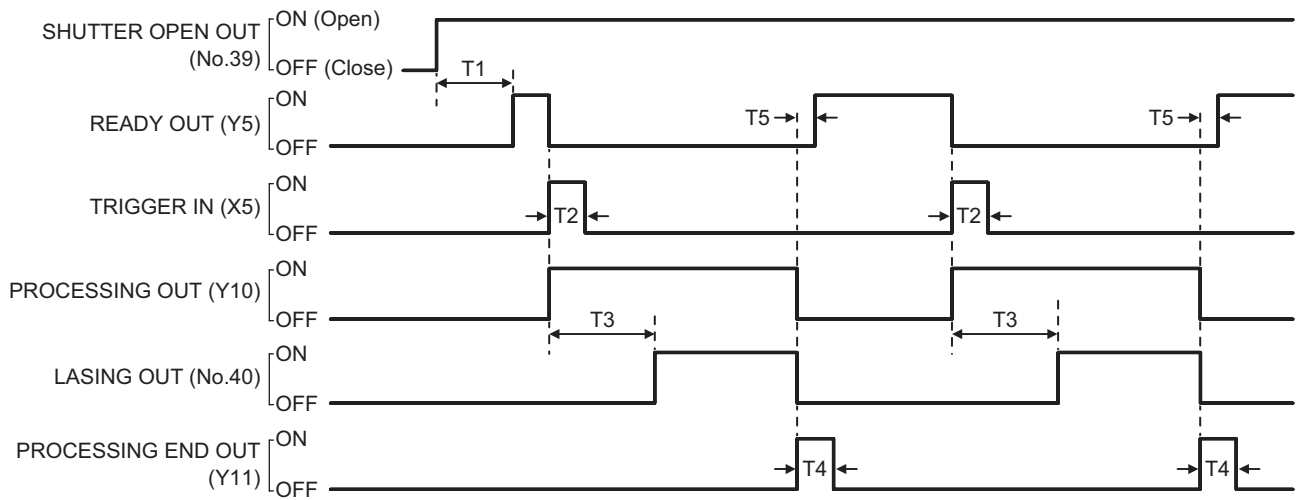 SHUTTER OPEN OUT
(No.39)
ON (Open)
OFF (Close)
T1
READY OUT (Y5)
ON
OFF
T5
T5
TRIGGER IN (X5)
ON
OFF
T2
T2
PROCESSING OUT (Y10)
ON
OFF
T3
T3
LASING OUT (No.40)
ON
OFF
PROCESSING END OUT
(Y11)
ON
OFF
T4
T4